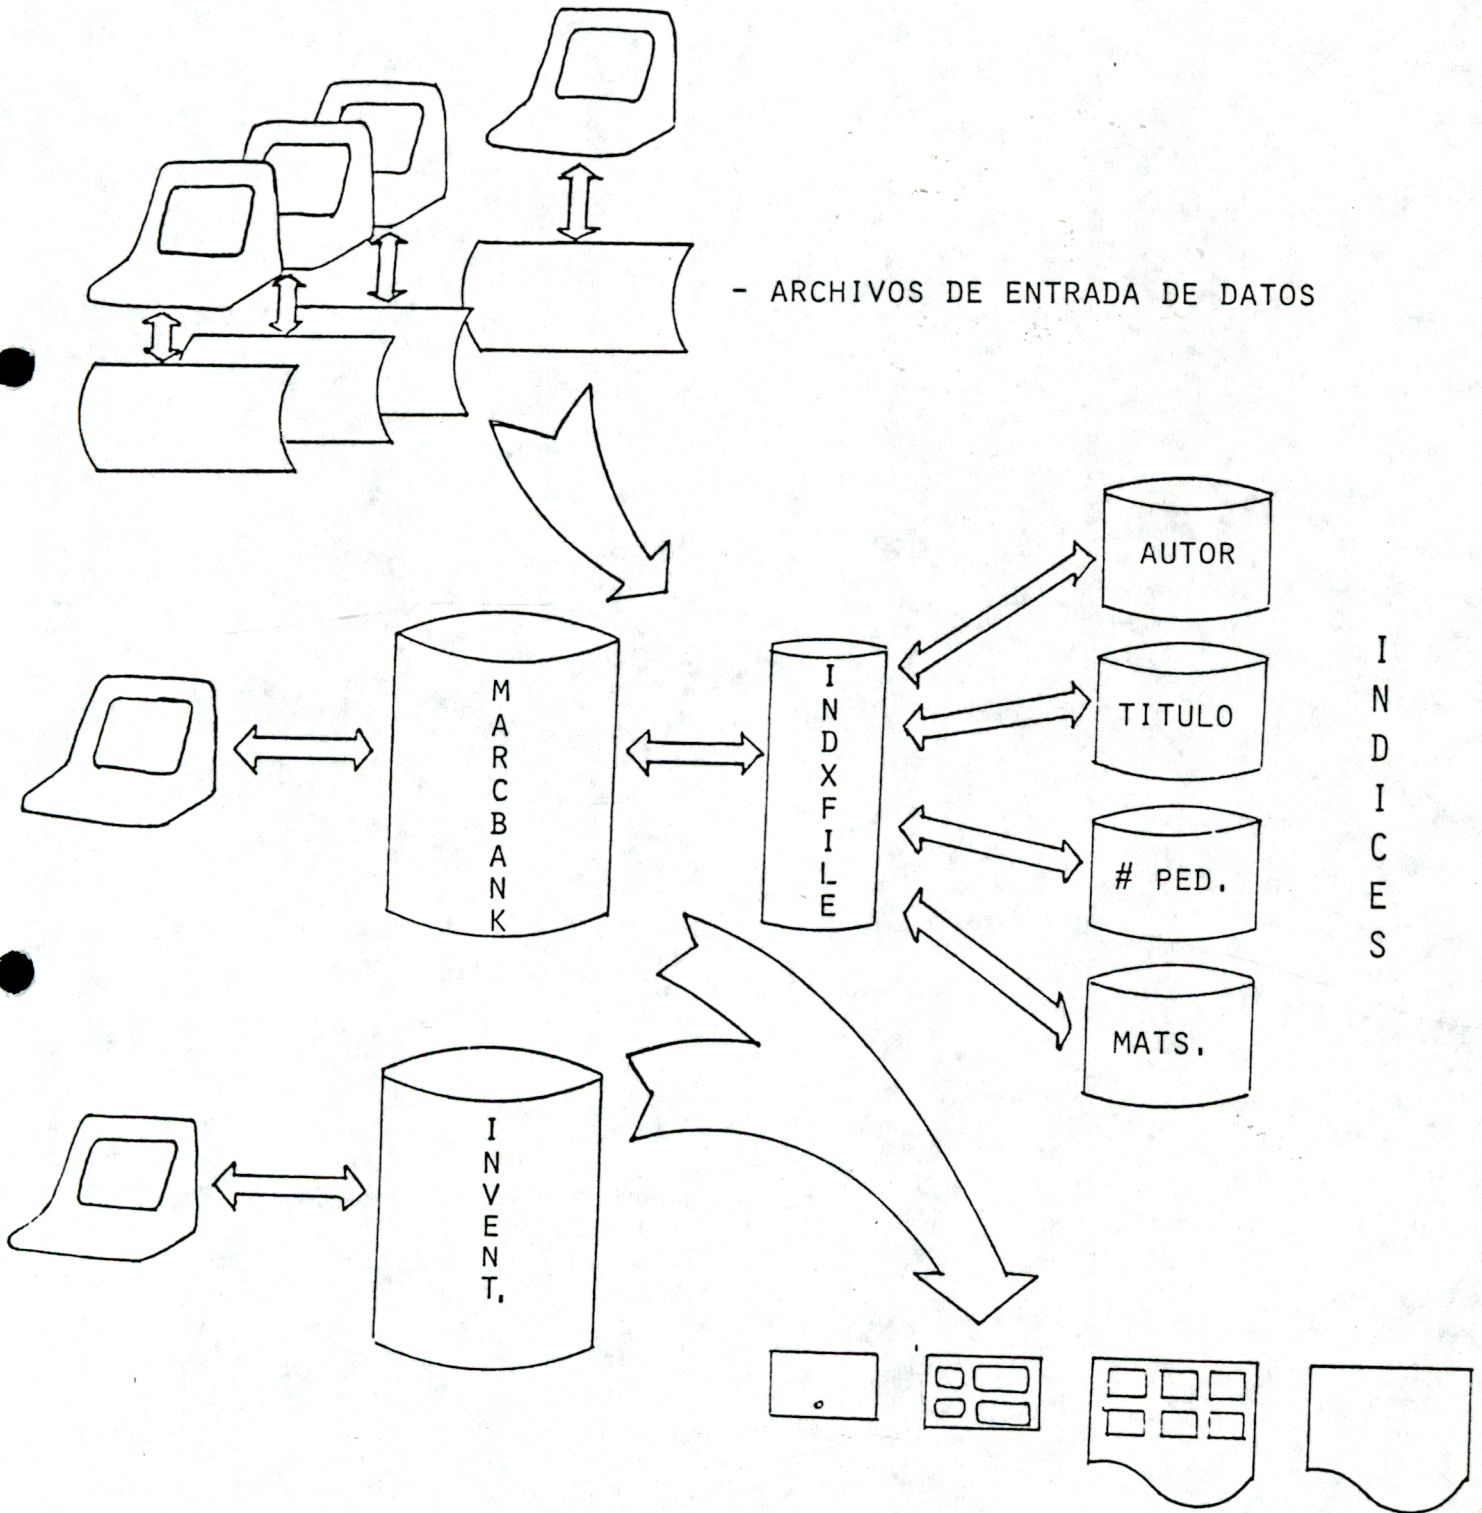 - ARCHIVOS DE ENTRADA DE DATOS
AUTOR
TITULO
# PED.
MATS.
INDICES
MARCBANK
INDXFILE
INVENT.